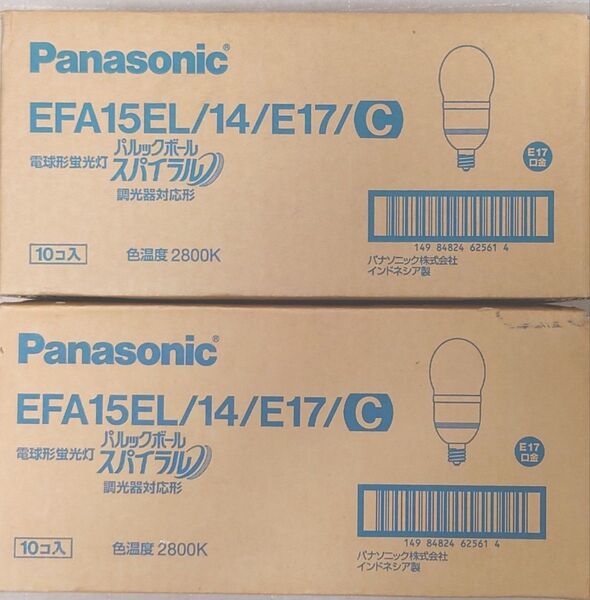 Panasonic®
EFA15EL/14/E17/C
電球形蛍光灯 パルックボール
スパイラル
調光器対応形
E17
口金
149 84824 62561 4
10コ入 色温度 2800K
パナソニック株式会社
インドネシア製
Panasonic®
EFA15EL/14/E17/C
電球形蛍光灯 パルックボール
スパイラル
調光器対応形
E17
口金
149 84824 62561 4
10コ入 色温度 2800K
パナソニック株式会社
インドネシア製